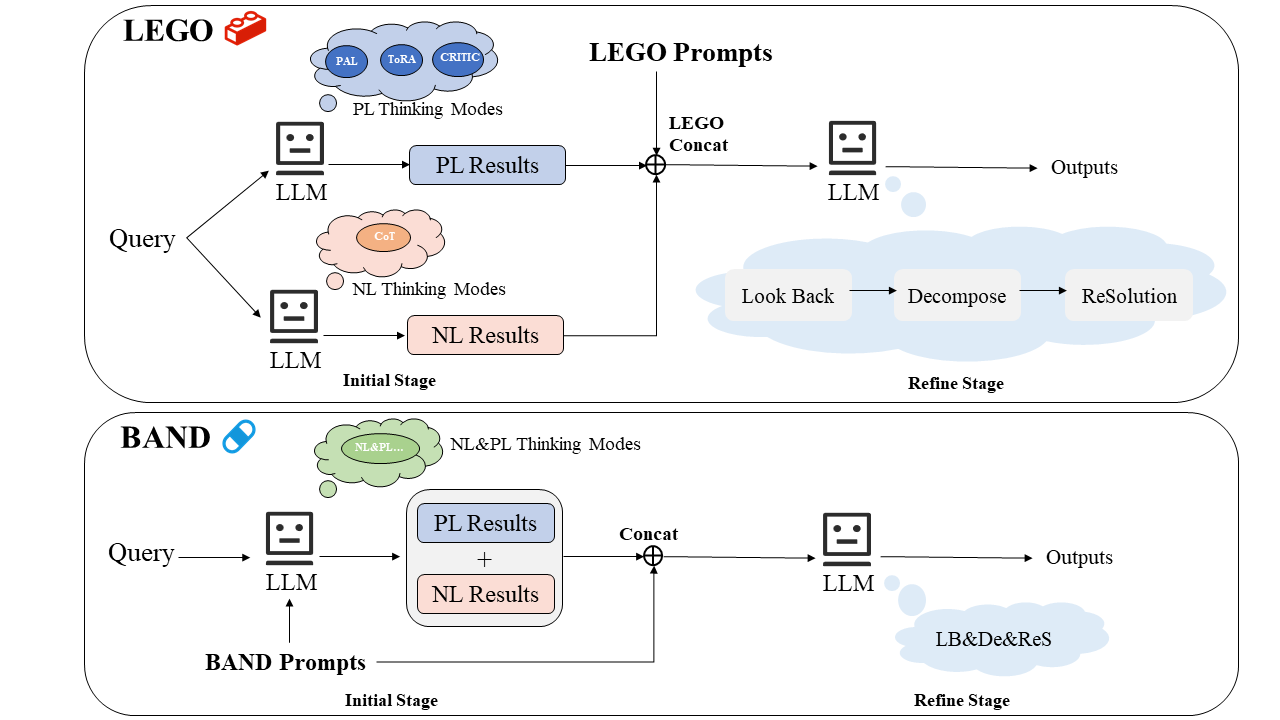 LEGO
PAL
ToRA
CRITIC
PL Thinking Modes
LEGO Prompts
LEGO
Concat
LLM
PL Results
LLM
Outputs
Query
CoT
NL Thinking Modes
LLM
NL Results
Look Back
Decompose
ReSolution
Initial Stage
Refine Stage
BAND
NL&PL...
NL&PL Thinking Modes
Query
LLM
PL Results
+
NL Results
Concat
LLM
Outputs
BAND Prompts
LB&De&ReS
Initial Stage
Refine Stage